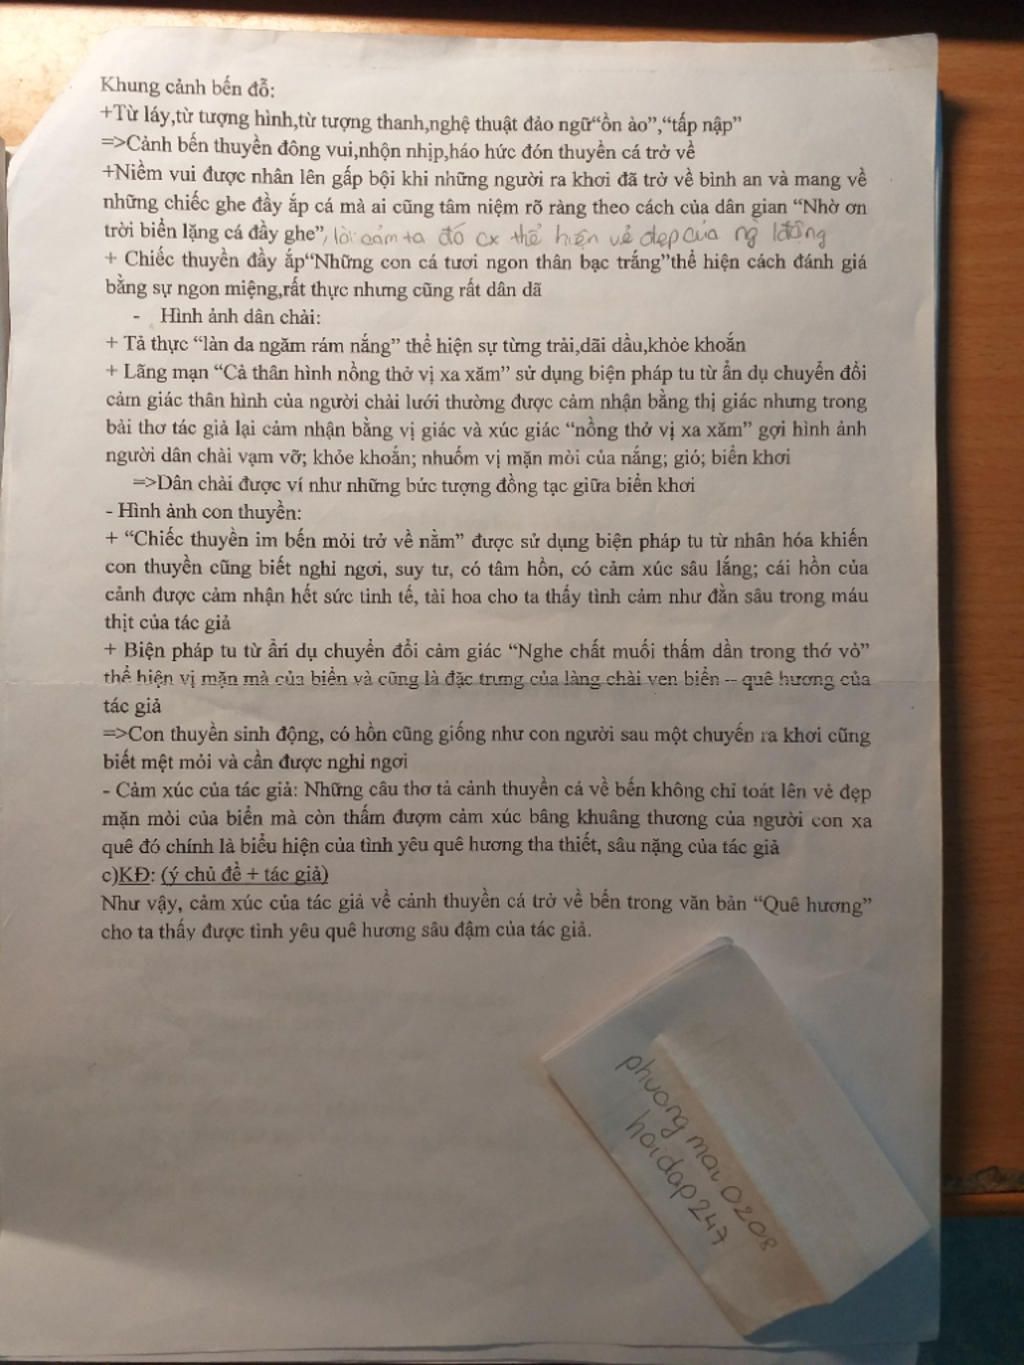 Khung cảnh bến đỗ:
+Từ láy,từ tượng hình,từ tượng thanh,nghệ thuật đảo ngữ“ồn ào”,“tấp nập”
=>Cảnh bến thuyền đông vui,nhộn nhịp,háo hức đón thuyền cá trở về
+Niềm vui được nhân lên gấp bội khi những người ra khơi đã trở về bình an và mang về
những chiếc ghe đầy ắp cá mà ai cũng tâm niệm rõ ràng theo cách của dân gian “Nhờ ơn
trời biển lặng cá đầy ghe”, lời cảm tạ đó cx thể hiện vẻ đẹp của ng lđộng
+ Chiếc thuyền đầy ắp“Những con cá tươi ngon thân bạc trắng”thể hiện cách đánh giá
bằng sự ngon miệng,rất thực nhưng cũng rất dân dã
- Hình ảnh dân chài:
+ Tả thực “làn da ngăm rám nắng” thể hiện sự từng trải,dãi dầu,khỏe khoắn
+ Lãng mạn “Cả thân hình nồng thở vị xa xăm” sử dụng biện pháp tu từ ẩn dụ chuyển đổi
cảm giác thân hình của người chài lưới thường được cảm nhận bằng thị giác nhưng trong
bài thơ tác giả lại cảm nhận bằng vị giác và xúc giác “nồng thở vị xa xăm” gợi hình ảnh
người dân chài vạm vỡ; khỏe khoắn; nhuốm vị mặn mòi của nắng; gió; biển khơi
=>Dân chài được ví như những bức tượng đồng tạc giữa biển khơi
- Hình ảnh con thuyền:
+ “Chiếc thuyền im bến mỏi trở về nằm” được sử dụng biện pháp tu từ nhân hóa khiến
con thuyền cũng biết nghỉ ngơi, suy tư, có tâm hồn, có cảm xúc sâu lắng; cái hồn của
cảnh được cảm nhận hết sức tinh tế, tài hoa cho ta thấy tình cảm như đằn sâu trong máu
thịt của tác giả
+ Biện pháp tu từ ẩn dụ chuyển đổi cảm giác “Nghe chất muối thấm dần trong thớ vỏ”
thể hiện vị mặn mà của biển và cũng là đặc trưng của làng chài ven biển – quê hương của
tác giả
=>Con thuyền sinh động, có hồn cũng giống như con người sau một chuyến ra khơi cũng
biết mệt mỏi và cần được nghỉ ngơi
- Cảm xúc của tác giả: Những câu thơ tả cảnh thuyền cá về bến không chỉ toát lên vẻ đẹp
mặn mòi của biển mà còn thấm đượm cảm xúc bâng khuâng thương của người con xa
quê đó chính là biểu hiện của tình yêu quê hương tha thiết, sâu nặng của tác giả
c)KĐ: (ý chủ đề + tác giả)
Như vậy, cảm xúc của tác giả về cảnh thuyền cá trở về bến trong văn bản “Quê hương”
cho ta thấy được tình yêu quê hương sâu đậm của tác giả.
phuong mai 0208
hoidap247